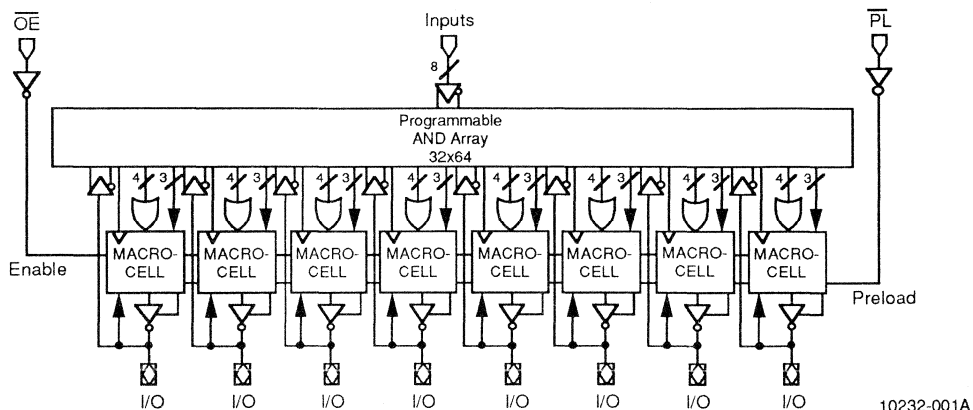 OE Inputs PL
8
Programmable
AND Array
32x64
4 3 4 3 4 3 4 3 4 3 4 3 4 3 4 3
MACRO-
CELL
MACRO-
CELL
MACRO-
CELL
MACRO-
CELL
MACRO-
CELL
MACRO-
CELL
MACRO-
CELL
MACRO-
CELL
Enable
Preload
I/O I/O I/O I/O I/O I/O I/O I/O
10232-001A